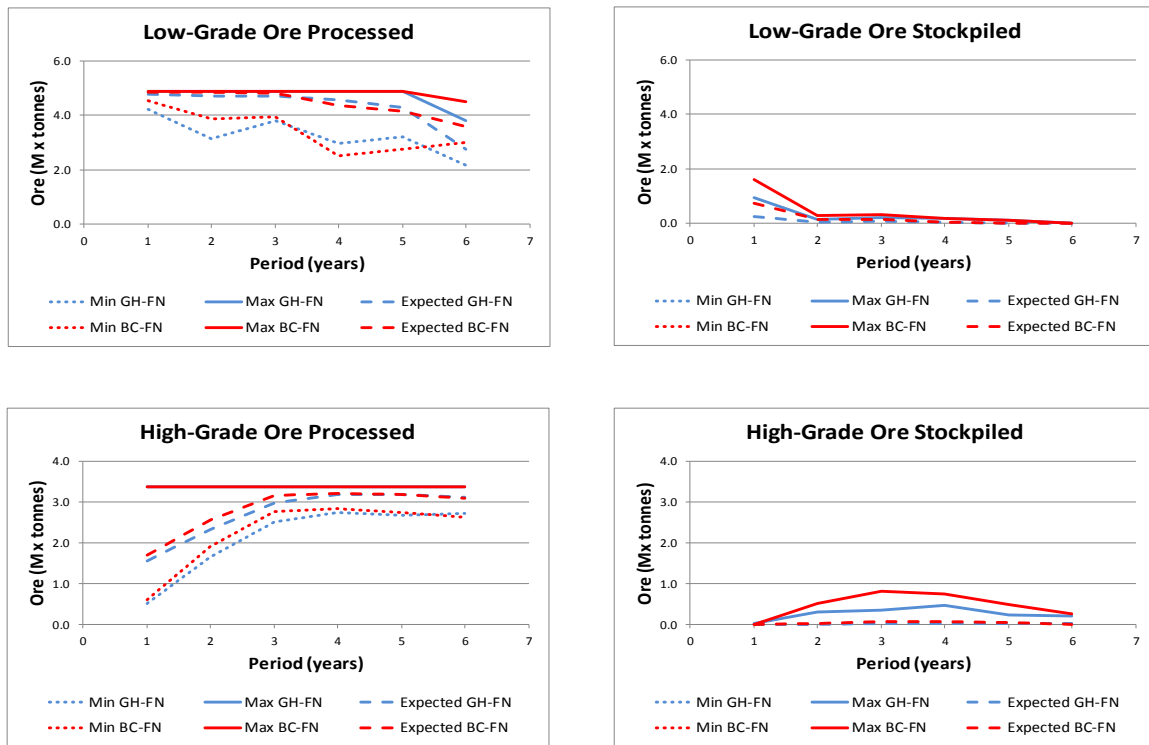 Low-Grade Ore Processed
Ore (M x tonnes)
6.0
4.0
2.0
0.0
0 1 2 3 4 5 6 7
Period (years)
Min GH-FN Max GH-FN Expected GH-FN
Min BC-FN Max BC-FN Expected BC-FN
Low-Grade Ore Stockpiled
Ore (M x tonnes)
6.0
4.0
2.0
0.0
0 1 2 3 4 5 6 7
Period (years)
Min GH-FN Max GH-FN Expected GH-FN
Min BC-FN Max BC-FN Expected BC-FN
High-Grade Ore Processed
Ore (Mx tonnes)
4.0
3.0
2.0
1.0
0.0
0 1 2 3 4 5 6 7
Period (years)
Min GH-FN Max GH-FN Expected GH-FN
Min BC-FN Max BC-FN Expected BC-FN
High-Grade Ore Stockpiled
Ore (Mx tonnes)
4.0
3.0
2.0
1.0
0.0
0 1 2 3 4 5 6 7
Period (years)
Min GH-FN Max GH-FN Expected GH-FN
Min BC-FN Max BC-FN Expected BC-FN